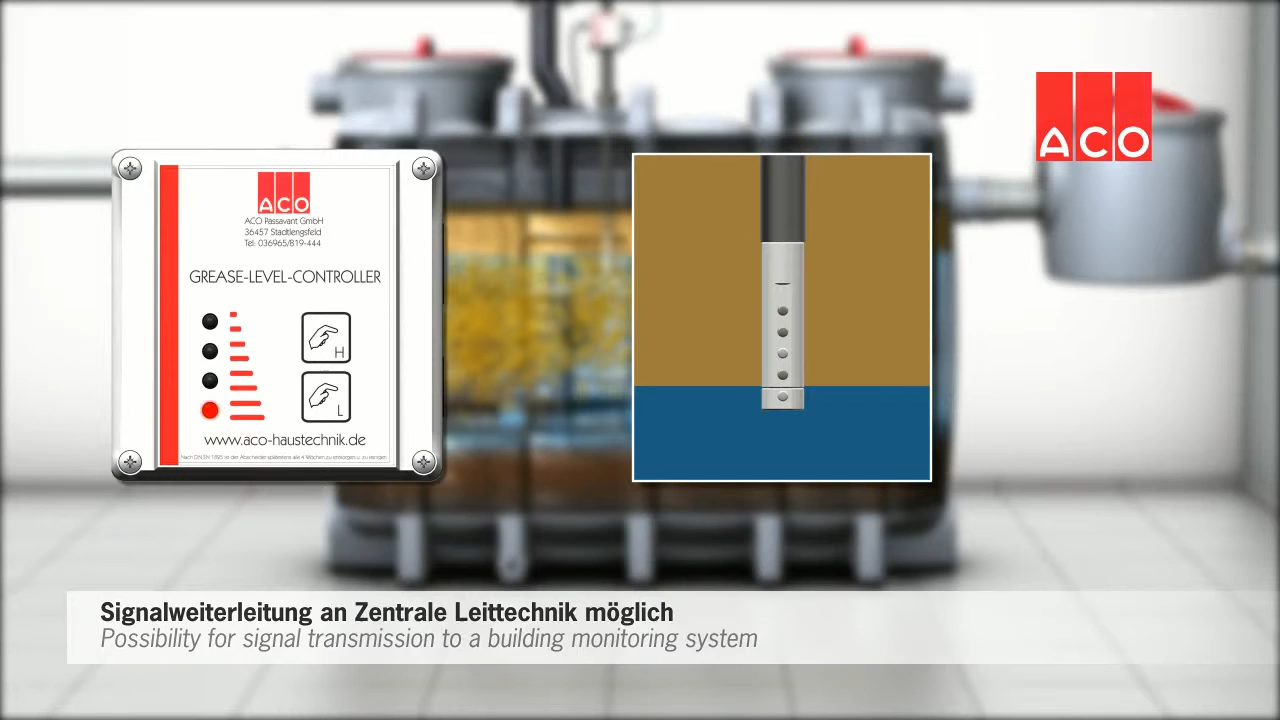 ACO
ACO
ACO Passavant GmbH
36457 Stadtlengsfeld
Tel: 036965/819-444
GREASE-LEVEL-CONTROLLER
H
L
www.aco-haustechnik.de
Signalweiterleitung an Zentrale Leittechnik möglich
Possibility for signal transmission to a building monitoring system